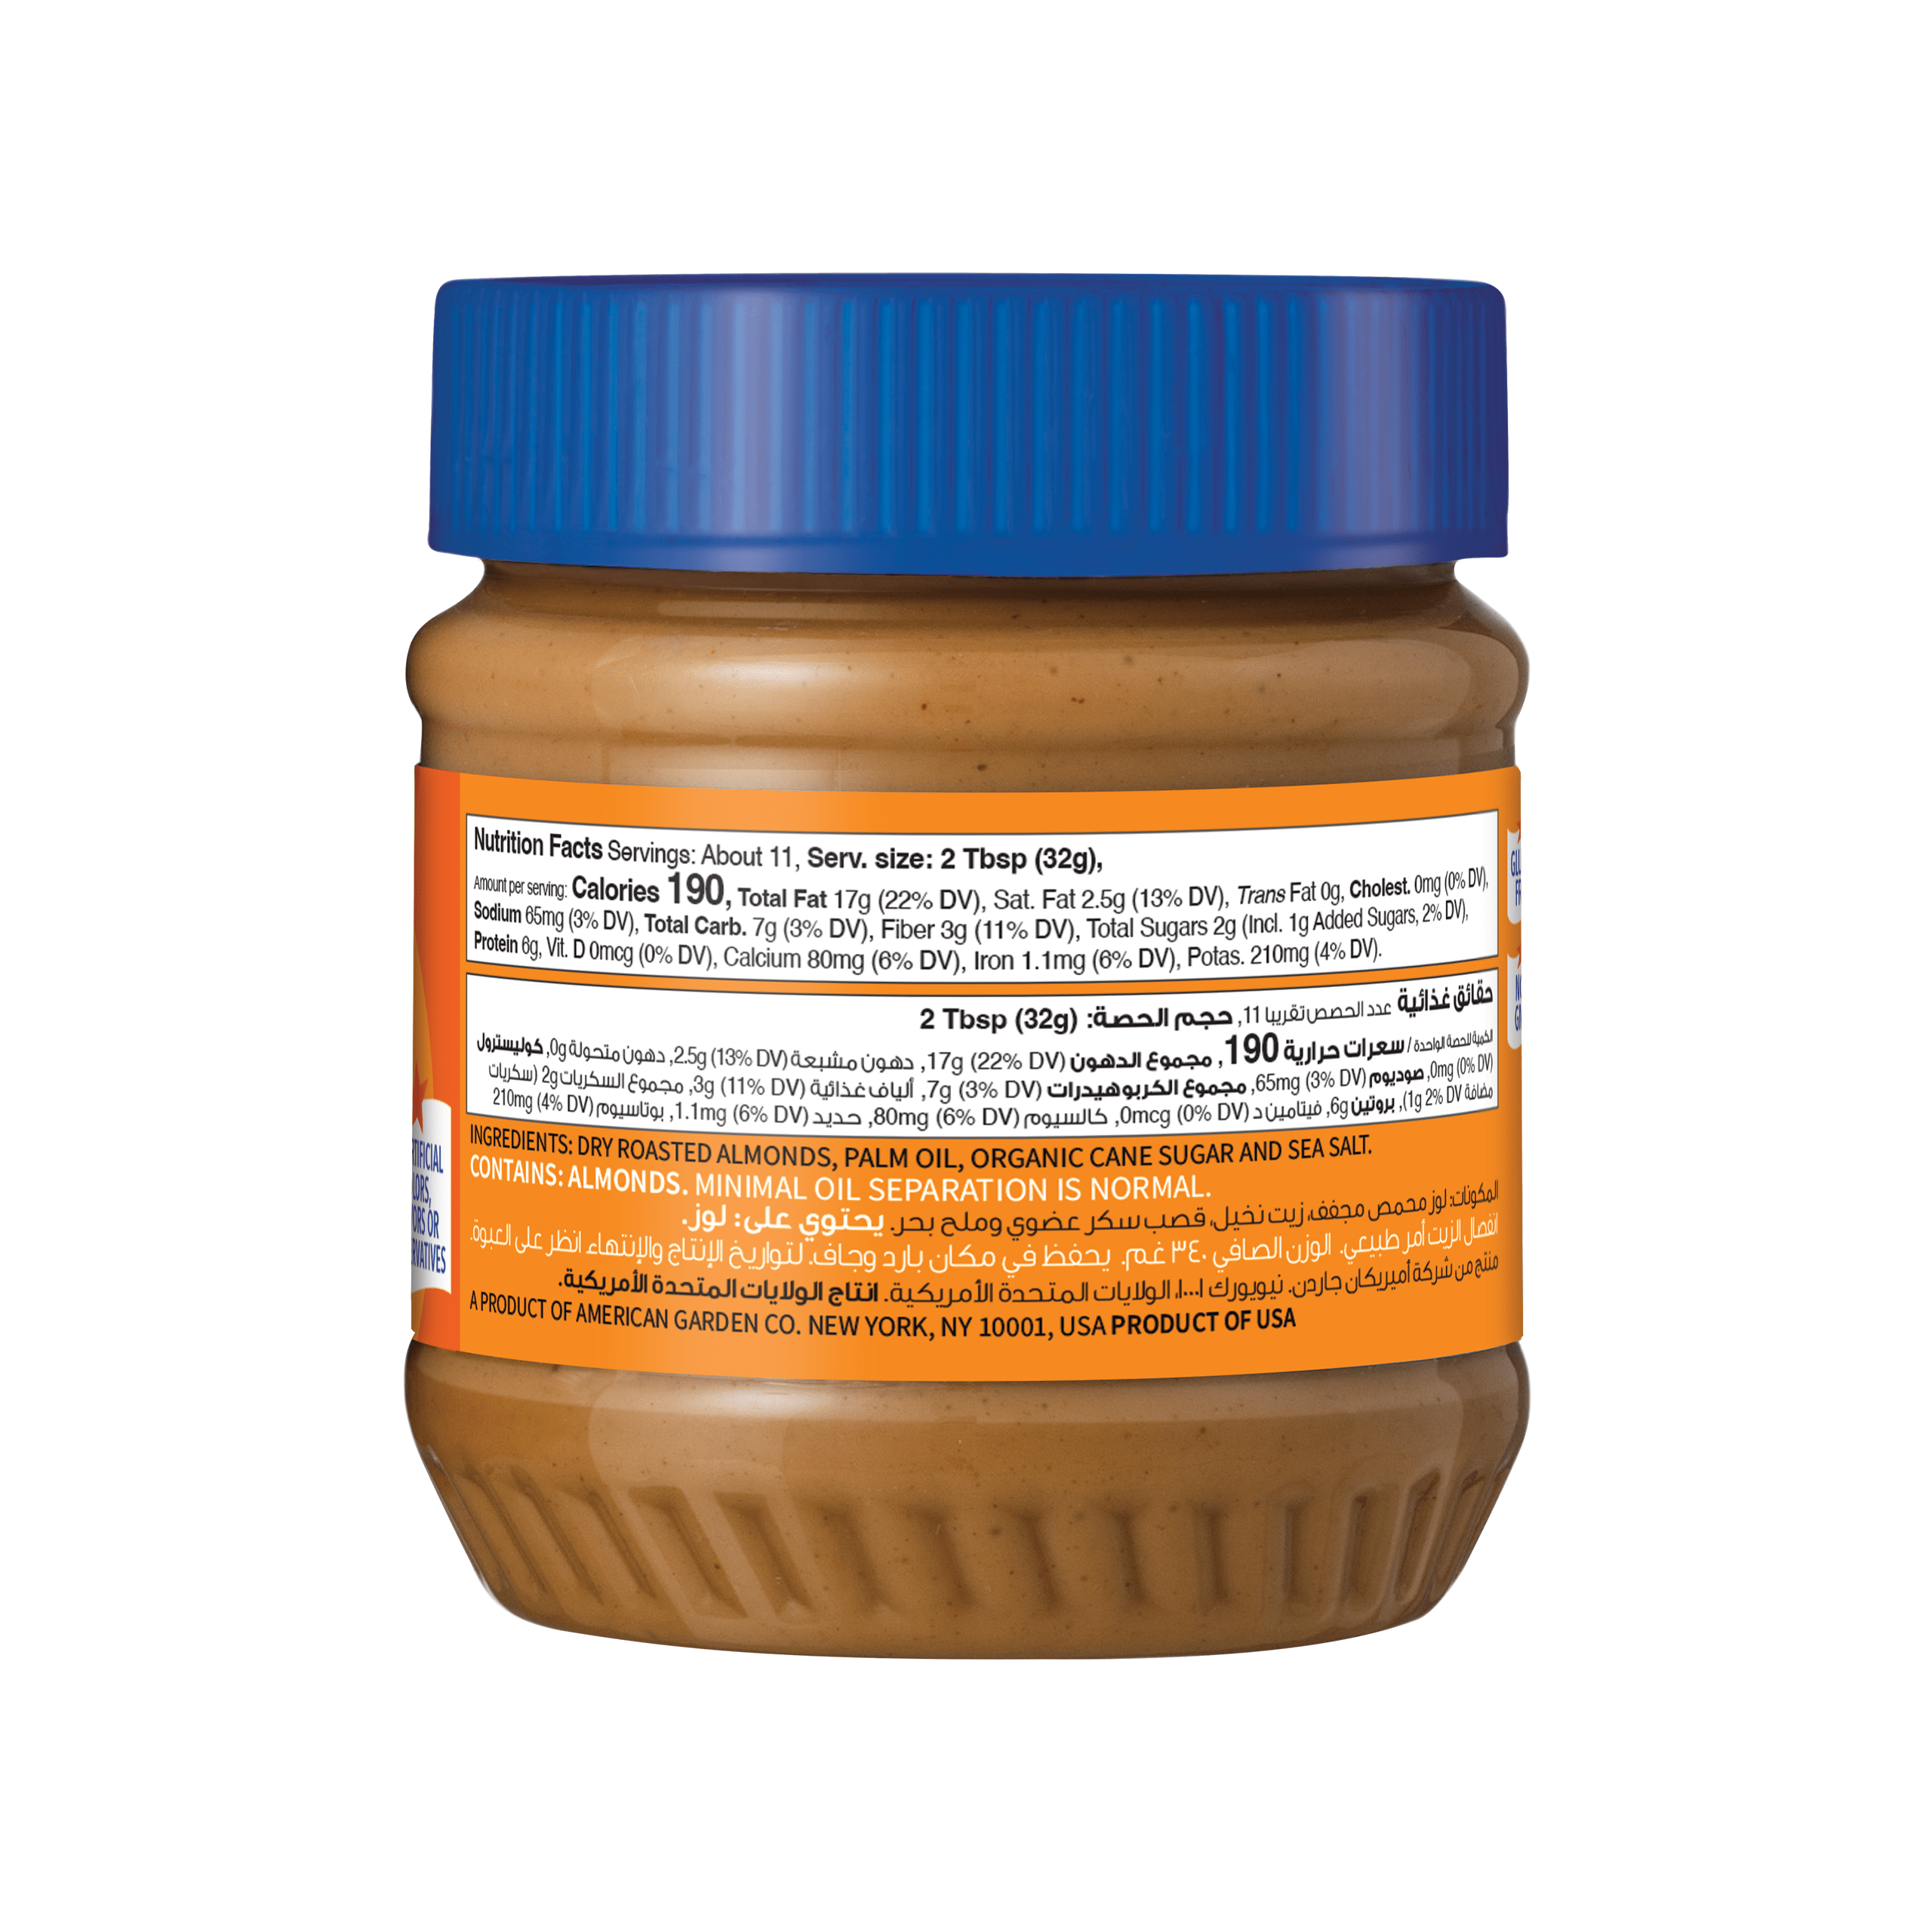 Nutrition Facts Servings: About 11, Serv. size: 2 Tbsp (32g),
Amount per serving: Calories 190, Total Fat 17g (22% DV), Sat. Fat 2.5g (13% DV), Trans Fat 0g, Cholest. 0mg (0% DV),
Sodium 65mg (3% DV), Total Carb. 7g (3% DV), Fiber 3g (11% DV), Total Sugars 2g (Incl. 1g Added Sugars, 2% DV),
Protein 6g, Vit. D 0mcg (0% DV), Calcium 80mg (6% DV), Iron 1.1mg (6% DV), Potas. 210mg (4% DV).
حقائق غذائية عدد الحصص تقريبا 11, حجم الحصة: 2 Tbsp (32g)
الكمية للحصة الواحدة / سعرات حرارية 190, مجموع الدهون 17g (22% DV), دهون مشبعة 2.5g (13% DV), دهون متحولة 0g, كوليسترول
0mg (0% DV), صوديوم 65mg (3% DV), مجموع الكربوهيدرات 7g (3% DV), ألياف غذائية 3g (11% DV), مجموع السكريات 2g (سكريات
مضافة 1g 2% DV), بروتين 6g, فيتامين د 0mcg (0% DV), كالسيوم 80mg (6% DV), حديد 1.1mg (6% DV), بوتاسيوم 210mg (4% DV)
INGREDIENTS: DRY ROASTED ALMONDS, PALM OIL, ORGANIC CANE SUGAR AND SEA SALT.
CONTAINS: ALMONDS. MINIMAL OIL SEPARATION IS NORMAL.
المكونات: لوز محمص مجفف، زيت نخيل، قصب سكر عضوي وملح بحر. يحتوي على: لوز.
انفصال الزيت أمر طبيعي. الوزن الصافي ٣٤٠ غم. يحفظ في مكان بارد وجاف. لتواريخ الإنتاج والإنتهاء انظر على العبوة.
منتج من شركة أميريكان جاردن. نيويورك ١٠٠٠١، الولايات المتحدة الأمريكية. انتاج الولايات المتحدة الأمريكية.
A PRODUCT OF AMERICAN GARDEN CO. NEW YORK, NY 10001, USA PRODUCT OF USA